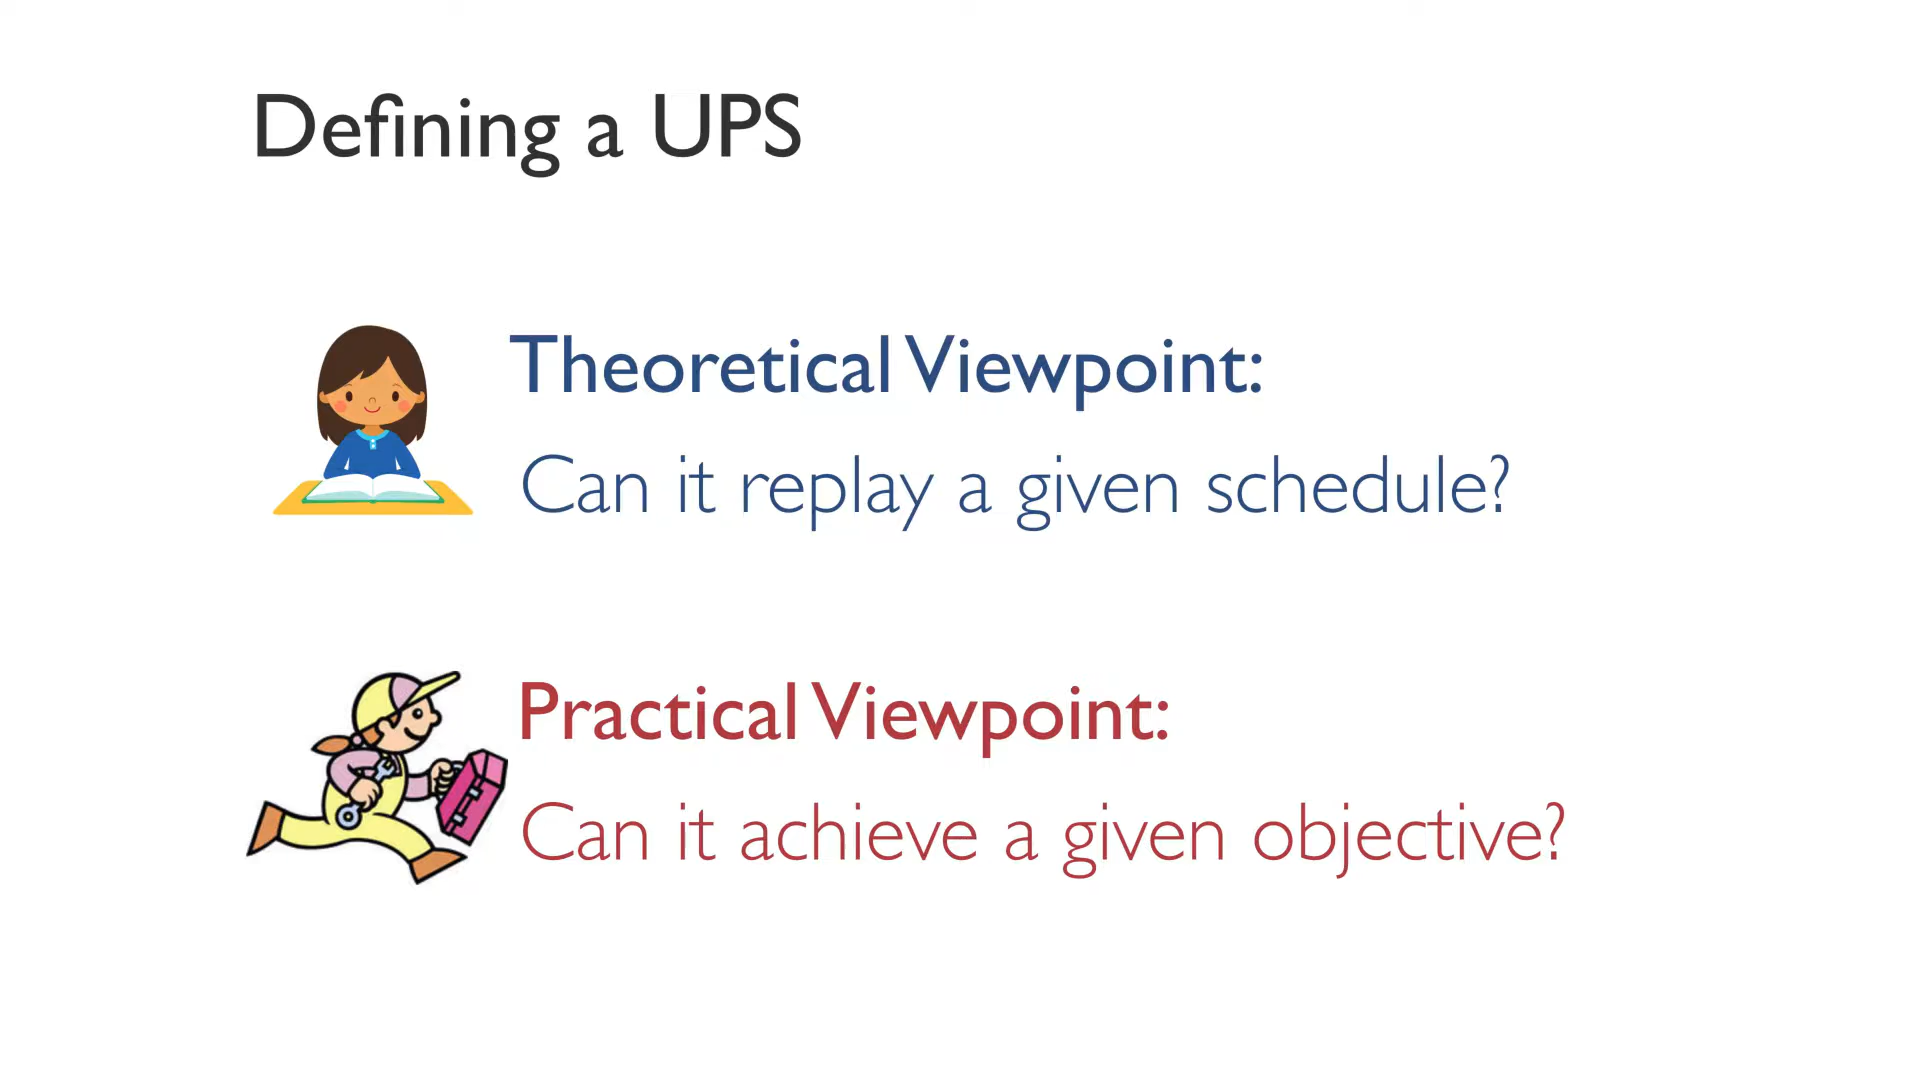 Defining a UPS
Theoretical Viewpoint:
Can it replay a given schedule?
Practical Viewpoint:
Can it achieve a given objective?